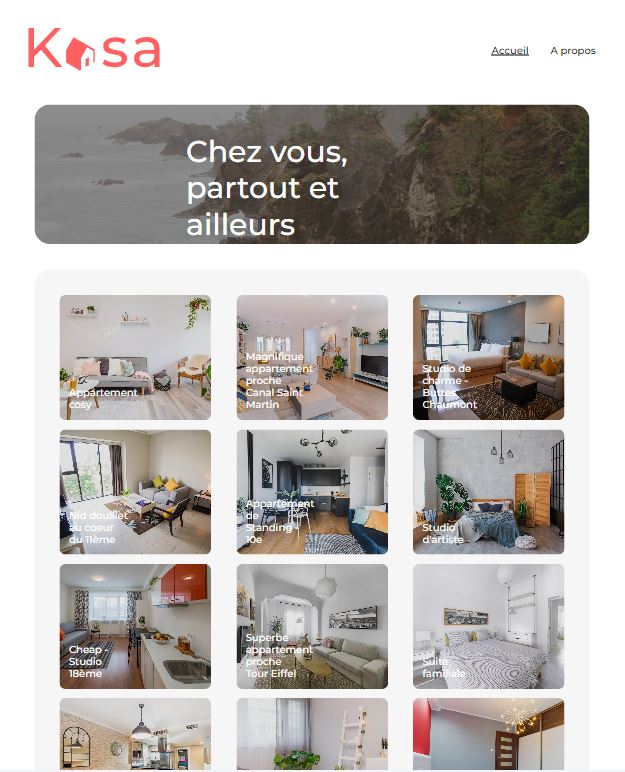 Kasa
Accueil
A propos
Chez vous,
partout et
ailleurs
Appartement
cosy
Magnifique
appartement
proche
Canal Saint
Martin
Studio de
charme -
Buttes
Chaumont
Nid douillet
au coeur
du 11ème
Appartement
de
Standing -
10e
Studio
d'artiste
Cheap -
Studio
18ème
Superbe
appartement
proche
Tour Eiffel
Suite
familiale